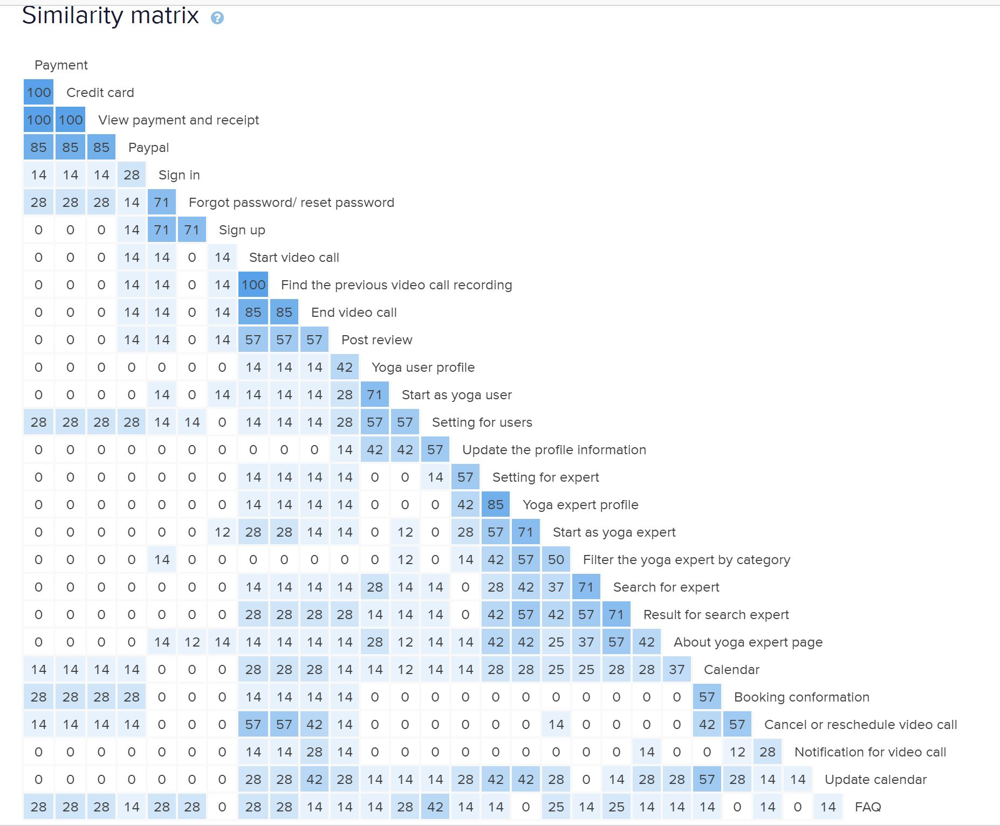 Similarity matrix ?
Payment
100 Credit card
100 100 View payment and receipt
85 85 85 Paypal
14 14 14 28 Sign in
28 28 28 14 71 Forgot password/ reset password
0 0 0 14 71 71 Sign up
0 0 0 14 14 0 14 Start video call
0 0 0 14 14 0 14 100 Find the previous video call recording
0 0 0 14 14 0 14 85 85 End video call
0 0 0 14 14 0 14 57 57 57 Post review
0 0 0 0 0 0 0 14 14 14 42 Yoga user profile
0 0 0 0 14 0 14 14 14 14 28 71 Start as yoga user
28 28 28 28 14 14 0 14 14 14 28 57 57 Setting for users
0 0 0 0 0 0 0 0 0 0 14 42 42 57 Update the profile information
0 0 0 0 0 0 0 14 14 14 14 0 0 14 57 Setting for expert
0 0 0 0 0 0 0 14 14 14 14 0 0 0 42 85 Yoga expert profile
0 0 0 0 0 0 12 28 28 14 14 0 12 0 28 57 71 Start as yoga expert
0 0 0 0 14 0 0 0 0 0 0 0 12 0 14 42 57 50 Filter the yoga expert by category
0 0 0 0 0 0 0 14 14 14 14 28 14 14 0 28 42 37 71 Search for expert
0 0 0 0 0 0 0 28 28 28 28 14 14 14 0 42 57 42 57 71 Result for search expert
0 0 0 0 14 12 14 14 14 14 14 28 12 14 14 42 42 25 37 57 42 About yoga expert page
14 14 14 14 0 0 0 28 28 28 14 14 12 14 14 28 28 25 25 28 28 37 Calendar
28 28 28 28 0 0 0 14 14 14 14 0 0 0 0 0 0 0 0 0 0 0 57 Booking conformation
14 14 14 14 0 0 0 57 57 42 14 0 0 0 0 0 0 14 0 0 0 0 42 57 Cancel or reschedule video call
0 0 0 0 0 0 0 14 14 28 14 0 0 0 0 0 0 0 0 0 14 0 0 12 28 Notification for video call
0 0 0 0 0 0 0 28 28 42 28 14 14 14 28 42 42 28 0 14 28 28 57 28 14 14 Update calendar
28 28 28 14 28 28 0 28 28 14 14 14 28 42 14 14 0 25 14 25 14 14 14 0 14 0 14 FAQ